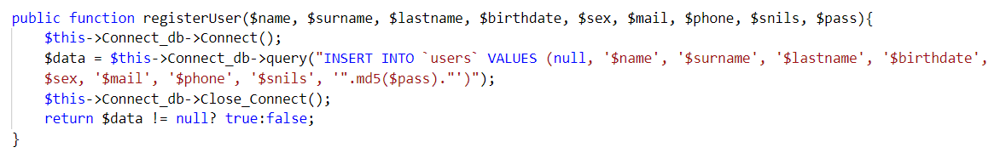 public function registerUser($name, $surname, $lastname, $birthdate, $sex, $mail, $phone, $snils, $pass){
$this->Connect_db->Connect();
$data = $this->Connect_db->query("INSERT INTO `users` VALUES (null, '$name', '$surname', '$lastname', '$birthdate',
$sex, '$mail', '$phone', '$snils', '".md5($pass)."')");
$this->Connect_db->Close_Connect();
return $data != null? true:false;
}